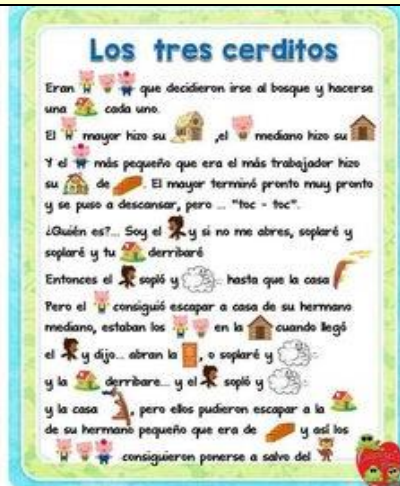 Los tres cerditos
Eran que decidieron irse al bosque y hacerse
una cada uno.
El mayor hizo su , el mediano hizo su
Y el más pequeño que era el más trabajador hizo
su de . El mayor terminó pronto muy pronto
y se puso a descansar, pero ... "toc - toc".
¿Quién es?... Soy el y si no me abres, soplaré y
soplaré y tu derribaré
Entonces el sopló y hasta que la casa
Pero el consiguió escapar a casa de su hermano
mediano, estaban los en la cuando llegó
el y dijo... abran la , o soplaré y
y la derribare... y el sopló y
y la casa , pero ellos pudieron escapar a la
de su hermano pequeño que era de y así los
consiguieron ponerse a salvo del